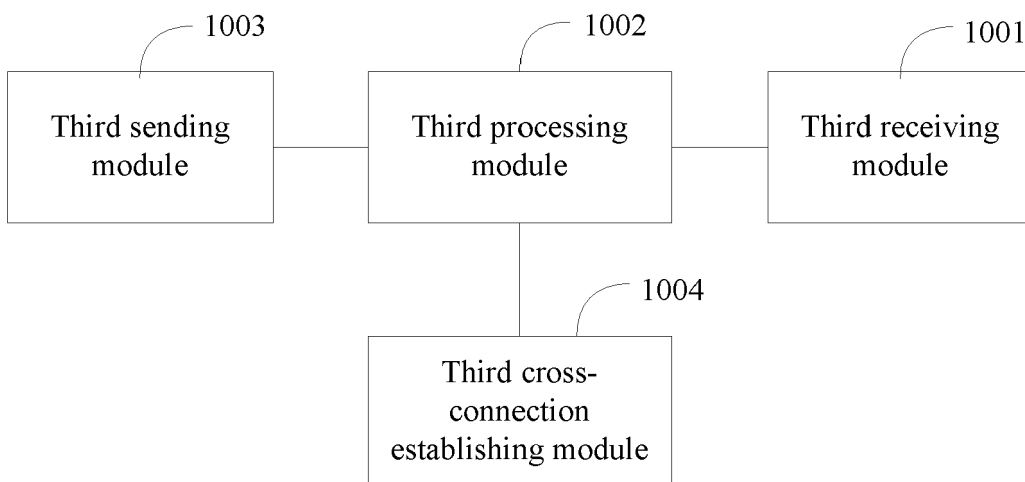 1003
1002
1001
Third sending
module
Third processing
module
Third receiving
module
1004
Third cross-
connection
establishing module